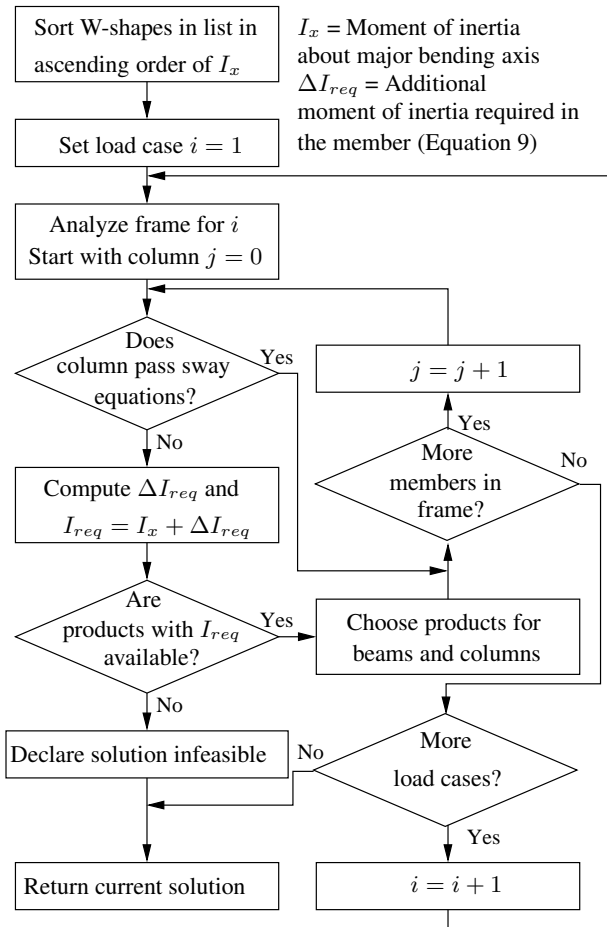 Sort W-shapes in list in
ascending order of $I_x$
$I_x$ = Moment of inertia
about major bending axis
$\Delta I_{req}$ = Additional
moment of inertia required in
the member (Equation 9)
Set load case $i = 1$
Analyze frame for $i$
Start with column $j = 0$
Does
column pass sway
equations?
Yes
No
$j = j + 1$
Yes
More
members in
frame?
No
Compute $\Delta I_{req}$ and
$I_{req} = I_x + \Delta I_{req}$
Are
products with $I_{req}$
available?
Yes
No
Choose products for
beams and columns
Declare solution infeasible
More
load cases?
No
Yes
Return current solution
$i = i + 1$